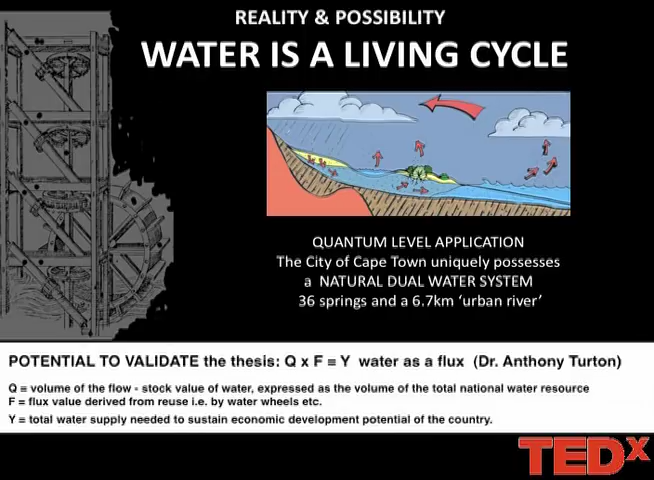 REALITY & POSSIBILITY
WATER IS A LIVING CYCLE
QUANTUM LEVEL APPLICATION
The City of Cape Town uniquely possesses
a NATURAL DUAL WATER SYSTEM
36 springs and a 6.7km ‘urban river’
POTENTIAL TO VALIDATE the thesis: Q x F ≡ Y water as a flux (Dr. Anthony Turton)
Q ≡ volume of the flow - stock value of water, expressed as the volume of the total national water resource
F ≡ flux value derived from reuse i.e. by water wheels etc.
Y ≡ total water supply needed to sustain economic development potential of the country.
TEDx